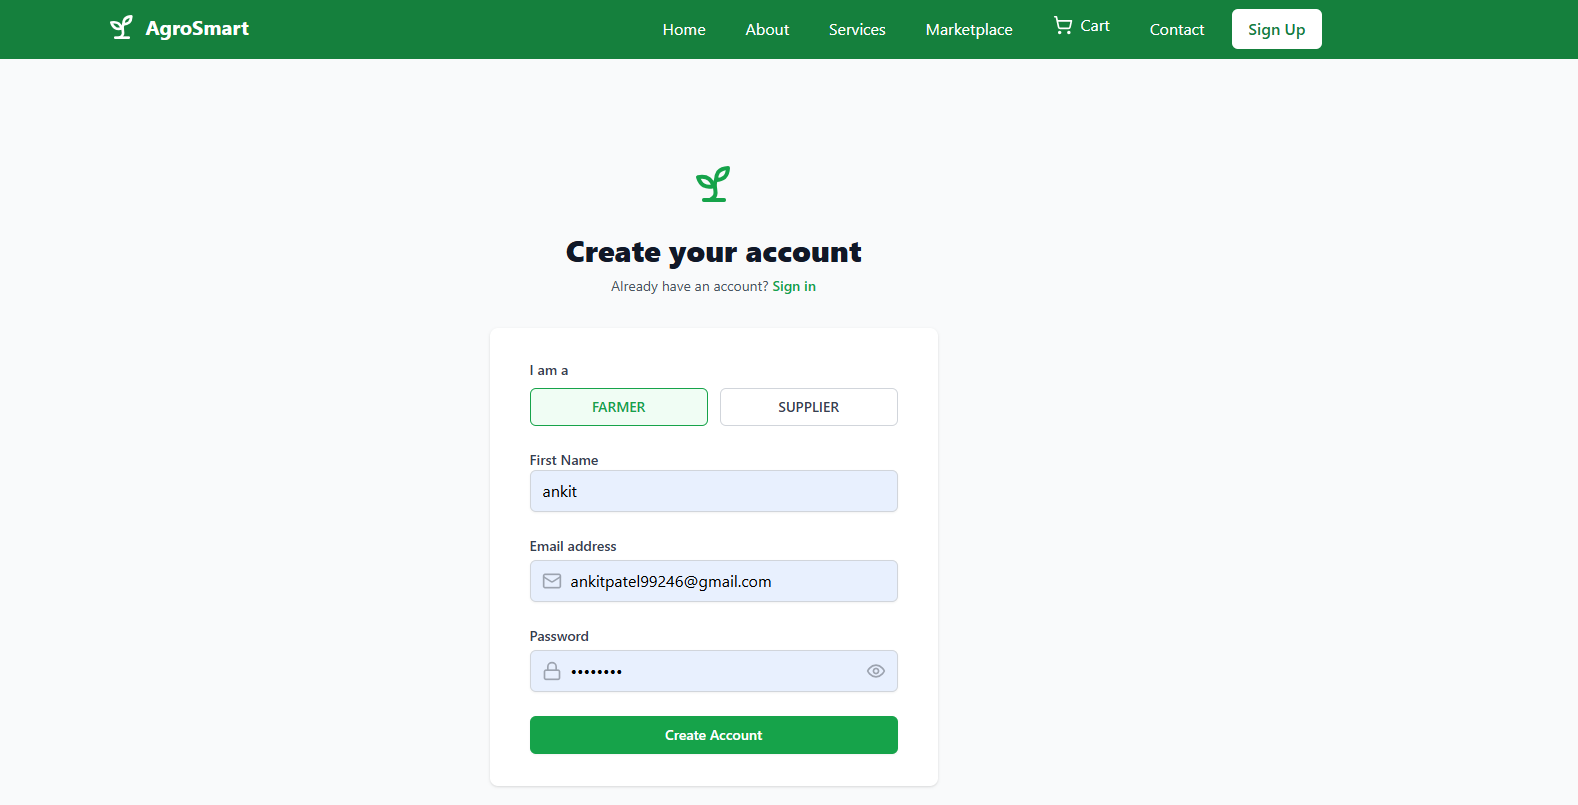 AgroSmart
Home About Services Marketplace Cart Contact Sign Up
Create your account
Already have an account? Sign in
I am a
FARMER SUPPLIER
First Name
ankit
Email address
ankitpatel99246@gmail.com
Password
••••••••
Create Account